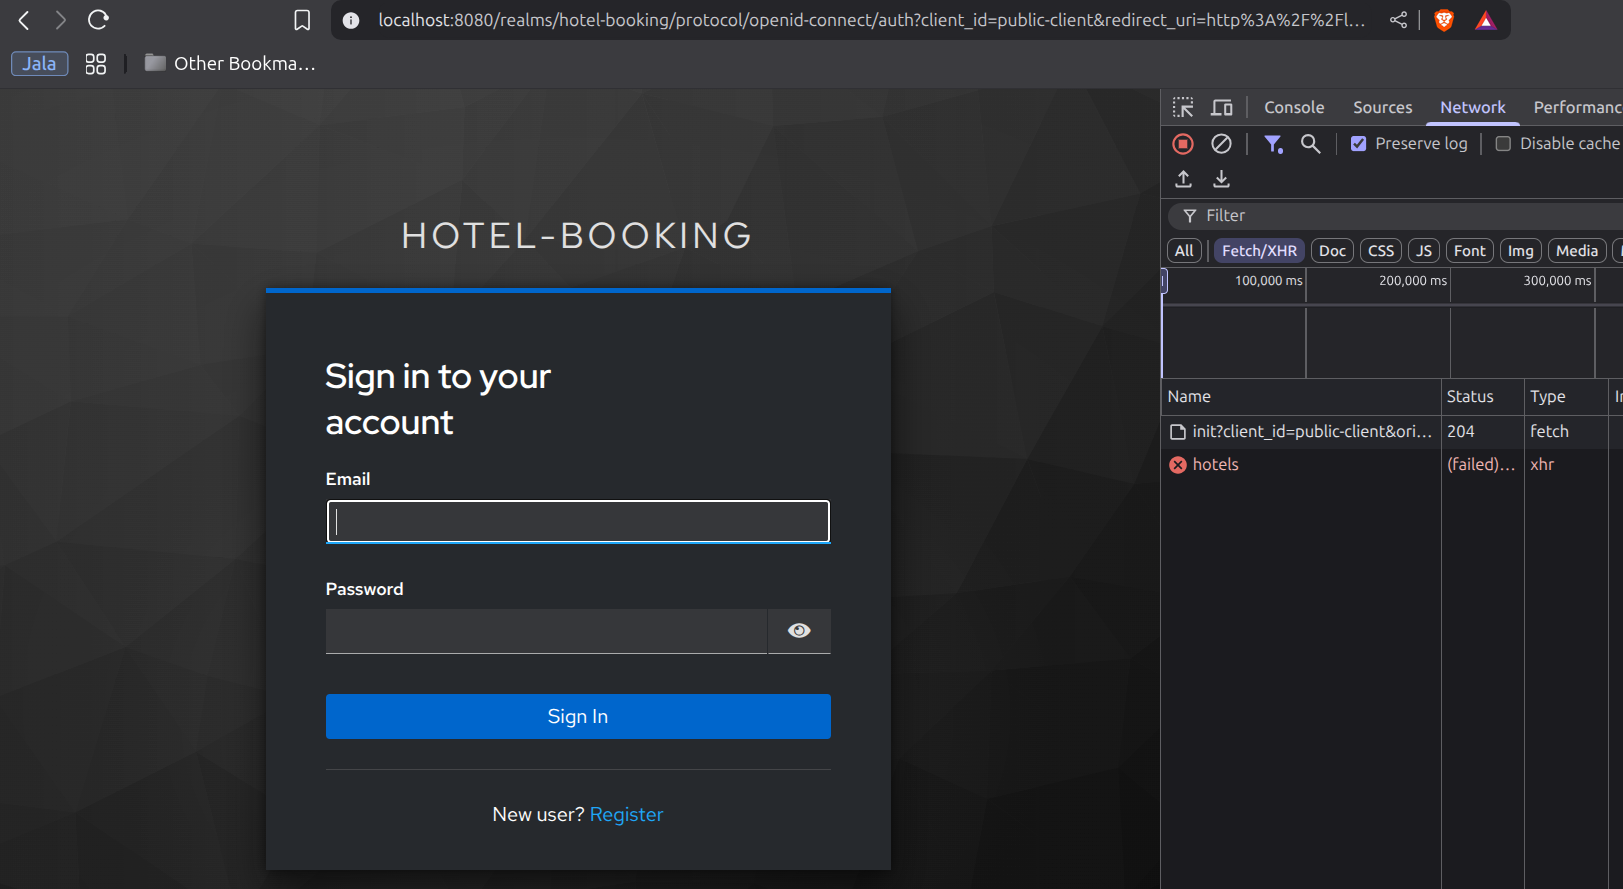 localhost:8080/realms/hotel-booking/protocol/openid-connect/auth?client_id=public-client&redirect_uri=http%3A%2F%2Fl...
Jala
Other Bookma...
Console Sources Network Performanc
Preserve log Disable cache
Filter
All Fetch/XHR Doc CSS JS Font Img Media
100,000 ms 200,000 ms 300,000 ms
Name Status Type
init?client_id=public-client&ori... 204 fetch
hotels (failed)... xhr
HOTEL-BOOKING
Sign in to your
account
Email
Password
Sign In
New user? Register